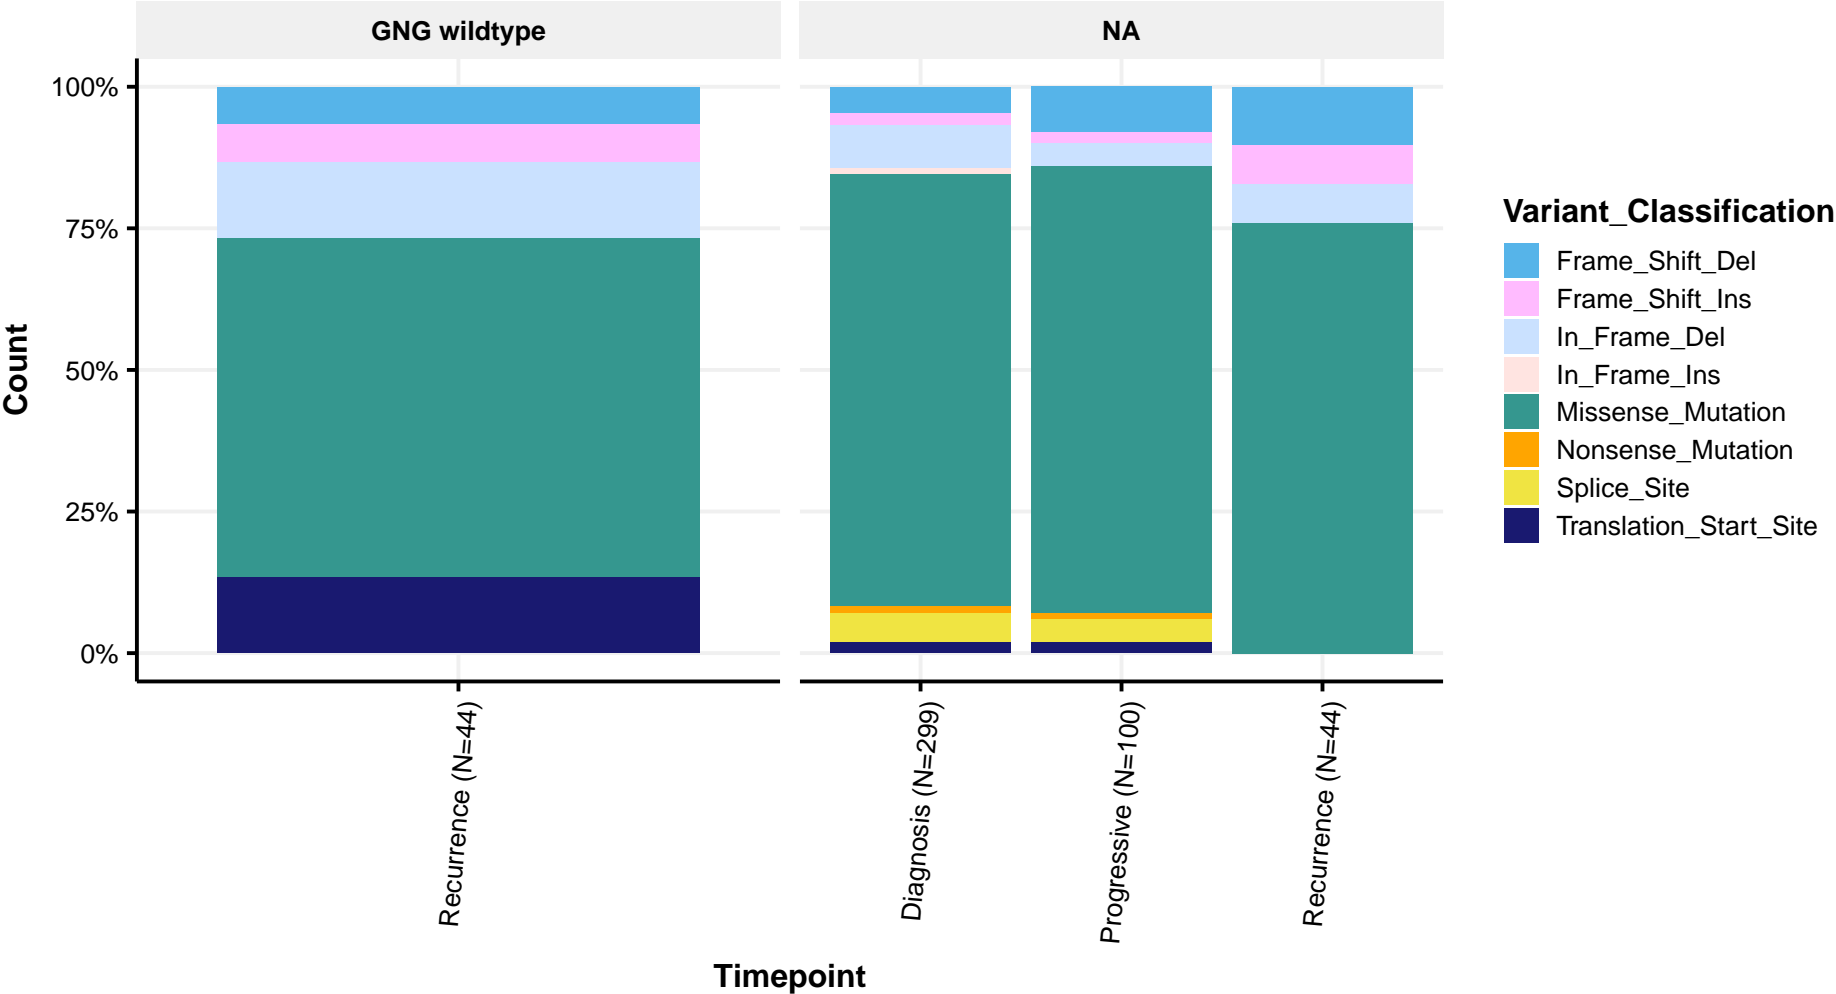 GNG wildtype
NA
100%
75%
50%
25%
0%
Count
Recurrence (N=44)
Diagnosis (N=299)
Progressive (N=100)
Recurrence (N=44)
Timepoint
Variant_Classification
Frame_Shift_Del
Frame_Shift_Ins
In_Frame_Del
In_Frame_Ins
Missense_Mutation
Nonsense_Mutation
Splice_Site
Translation_Start_Site